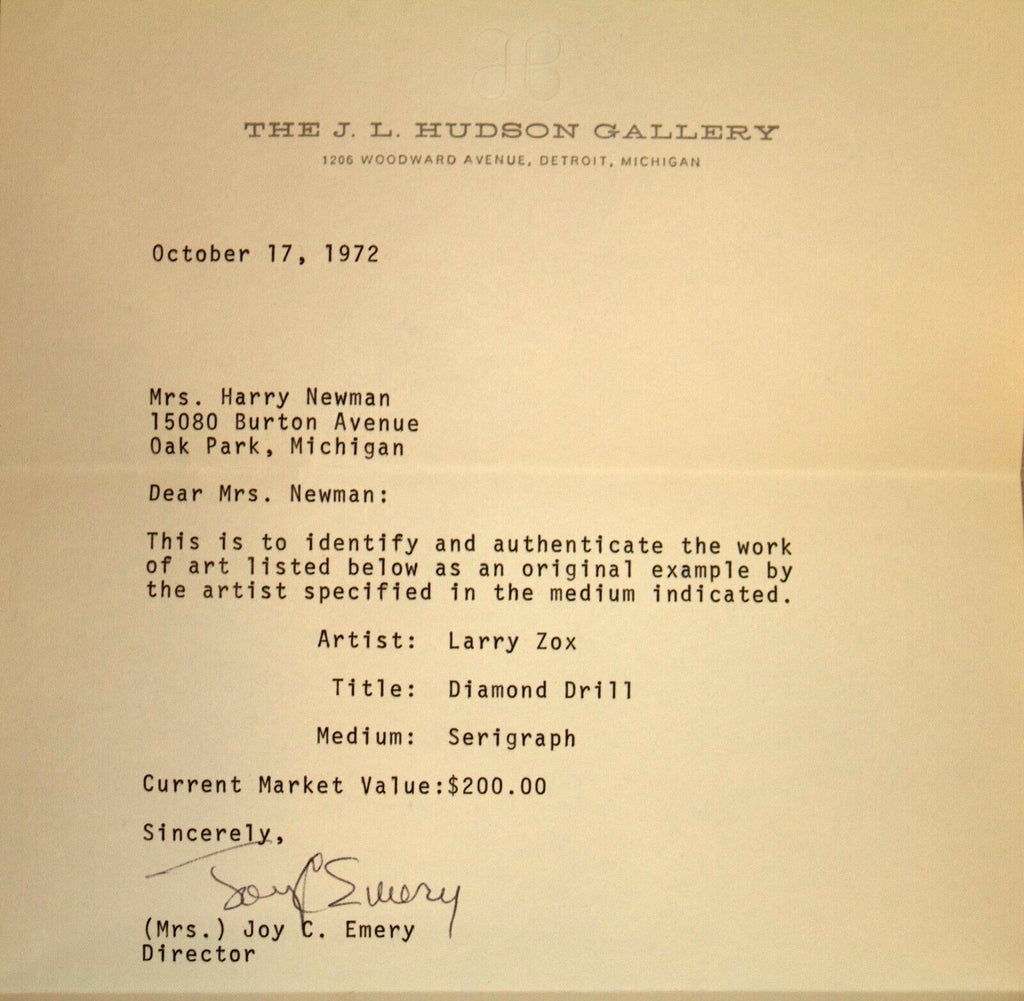 THE J. L. HUDSON GALLERY
1206 WOODWARD AVENUE, DETROIT, MICHIGAN
October 17, 1972
Mrs. Harry Newman
15080 Burton Avenue
Oak Park, Michigan
Dear Mrs. Newman:
This is to identify and authenticate the work
of art listed below as an original example by
the artist specified in the medium indicated.
Artist: Larry Zox
Title: Diamond Drill
Medium: Serigraph
Current Market Value:$200.00
Sincerely,
Joy C Emery
(Mrs.) Joy C. Emery
Director